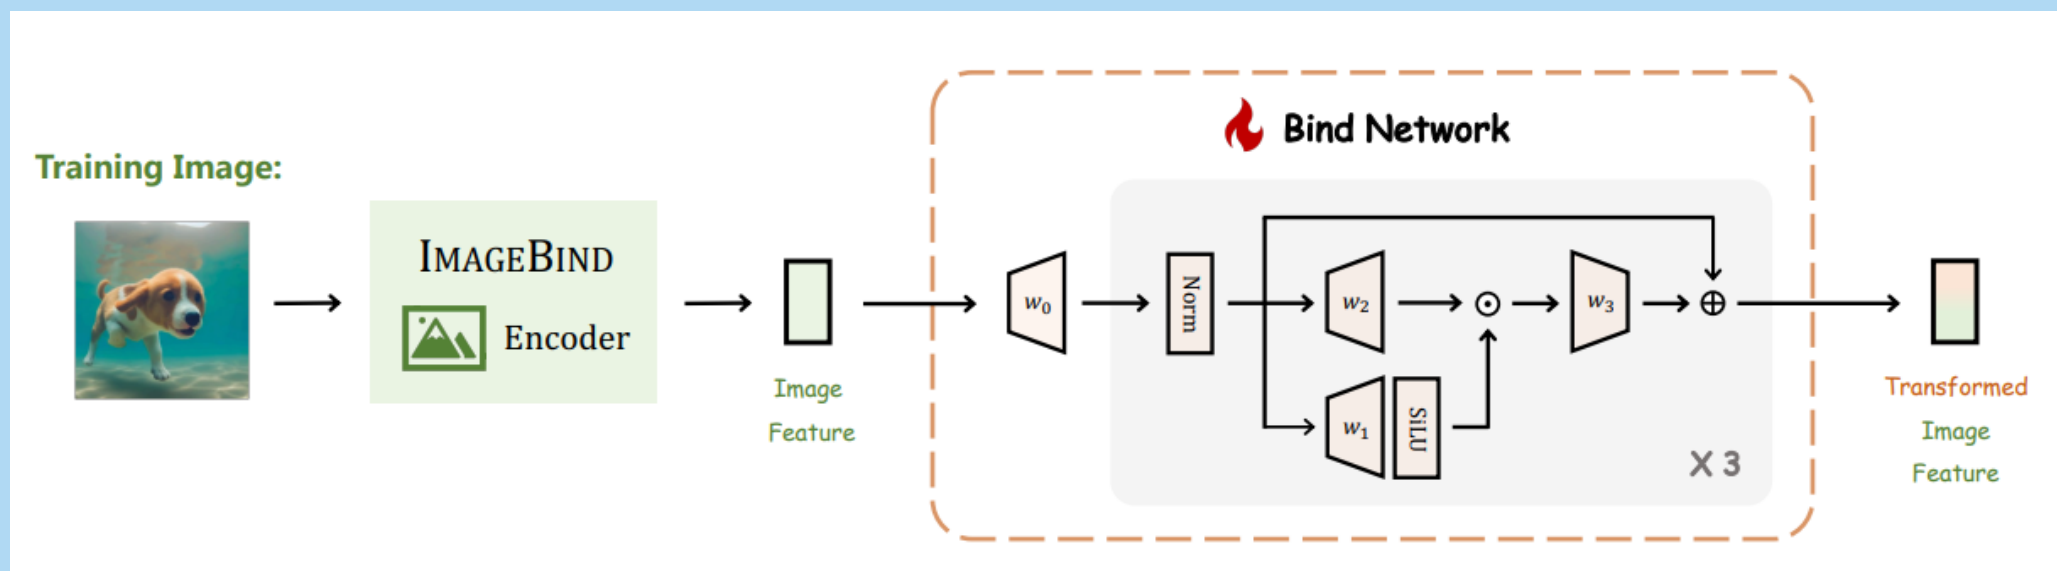 Training Image:
IMAGEBIND
Encoder
Image
Feature
Bind Network
w₀
Norm
w₂
w₁
SiLU
w₃
X 3
Transformed
Image
Feature